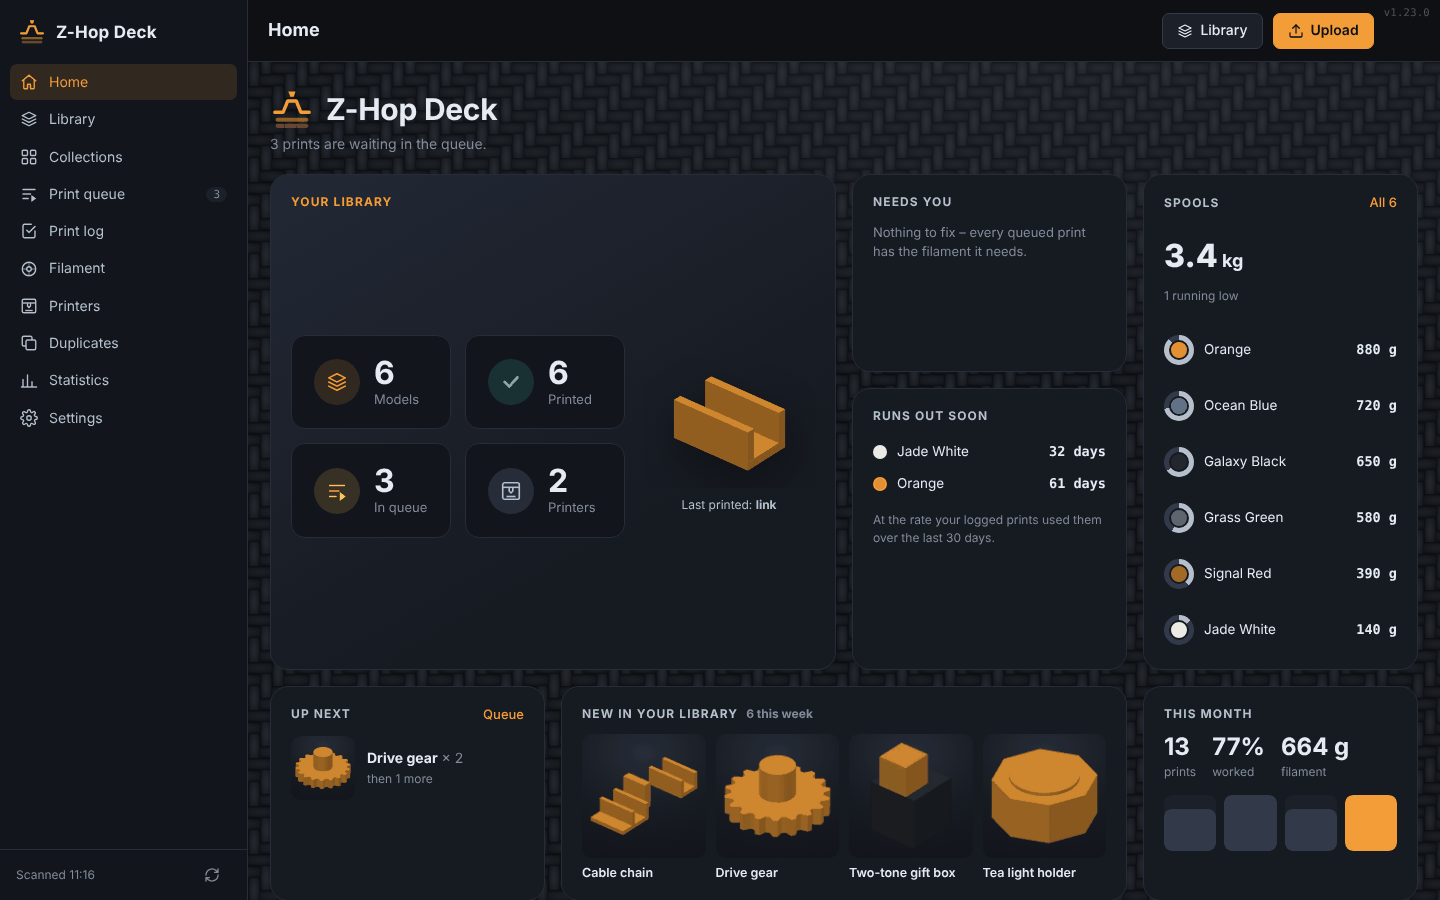 Z-Hop Deck
Home
Library
Collections
Print queue 3
Print log
Filament
Printers
Duplicates
Statistics
Settings
Scanned 11:16
Home
Library
Upload
v1.23.0
Z-Hop Deck
3 prints are waiting in the queue.
YOUR LIBRARY
6
Models
6
Printed
3
In queue
2
Printers
Last printed: link
NEEDS YOU
Nothing to fix – every queued print
has the filament it needs.
RUNS OUT SOON
Jade White 32 days
Orange 61 days
At the rate your logged prints used them
over the last 30 days.
SPOOLS All 6
3.4 kg
1 running low
Orange 880 g
Ocean Blue 720 g
Galaxy Black 650 g
Grass Green 580 g
Signal Red 390 g
Jade White 140 g
UP NEXT Queue
Drive gear × 2
then 1 more
NEW IN YOUR LIBRARY 6 this week
Cable chain
Drive gear
Two-tone gift box
Tea light holder
THIS MONTH
13 77% 664 g
prints worked filament